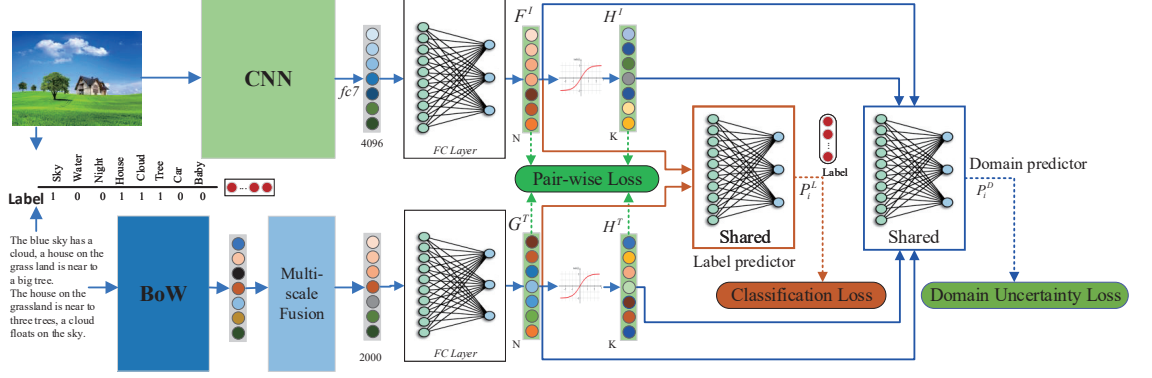 CNN
fc7
4096
FC Layer
F^I
N
H^I
K
Sky
Water
Night
House
Cloud
Tree
Car
Baby
Label 1 0 0 1 1 1 0 0
...
Pair-wise Loss
Label
P_i^L
Shared
Label predictor
Classification Loss
Domain predictor
P_i^D
Shared
Domain Uncertainty Loss
The blue sky has a
cloud, a house on the
grass land is near to
a big tree.
The house on the
grassland is near to
three trees, a cloud
floats on the sky.
BoW
Multi-
scale
Fusion
2000
FC Layer
G^T
N
H^T
K